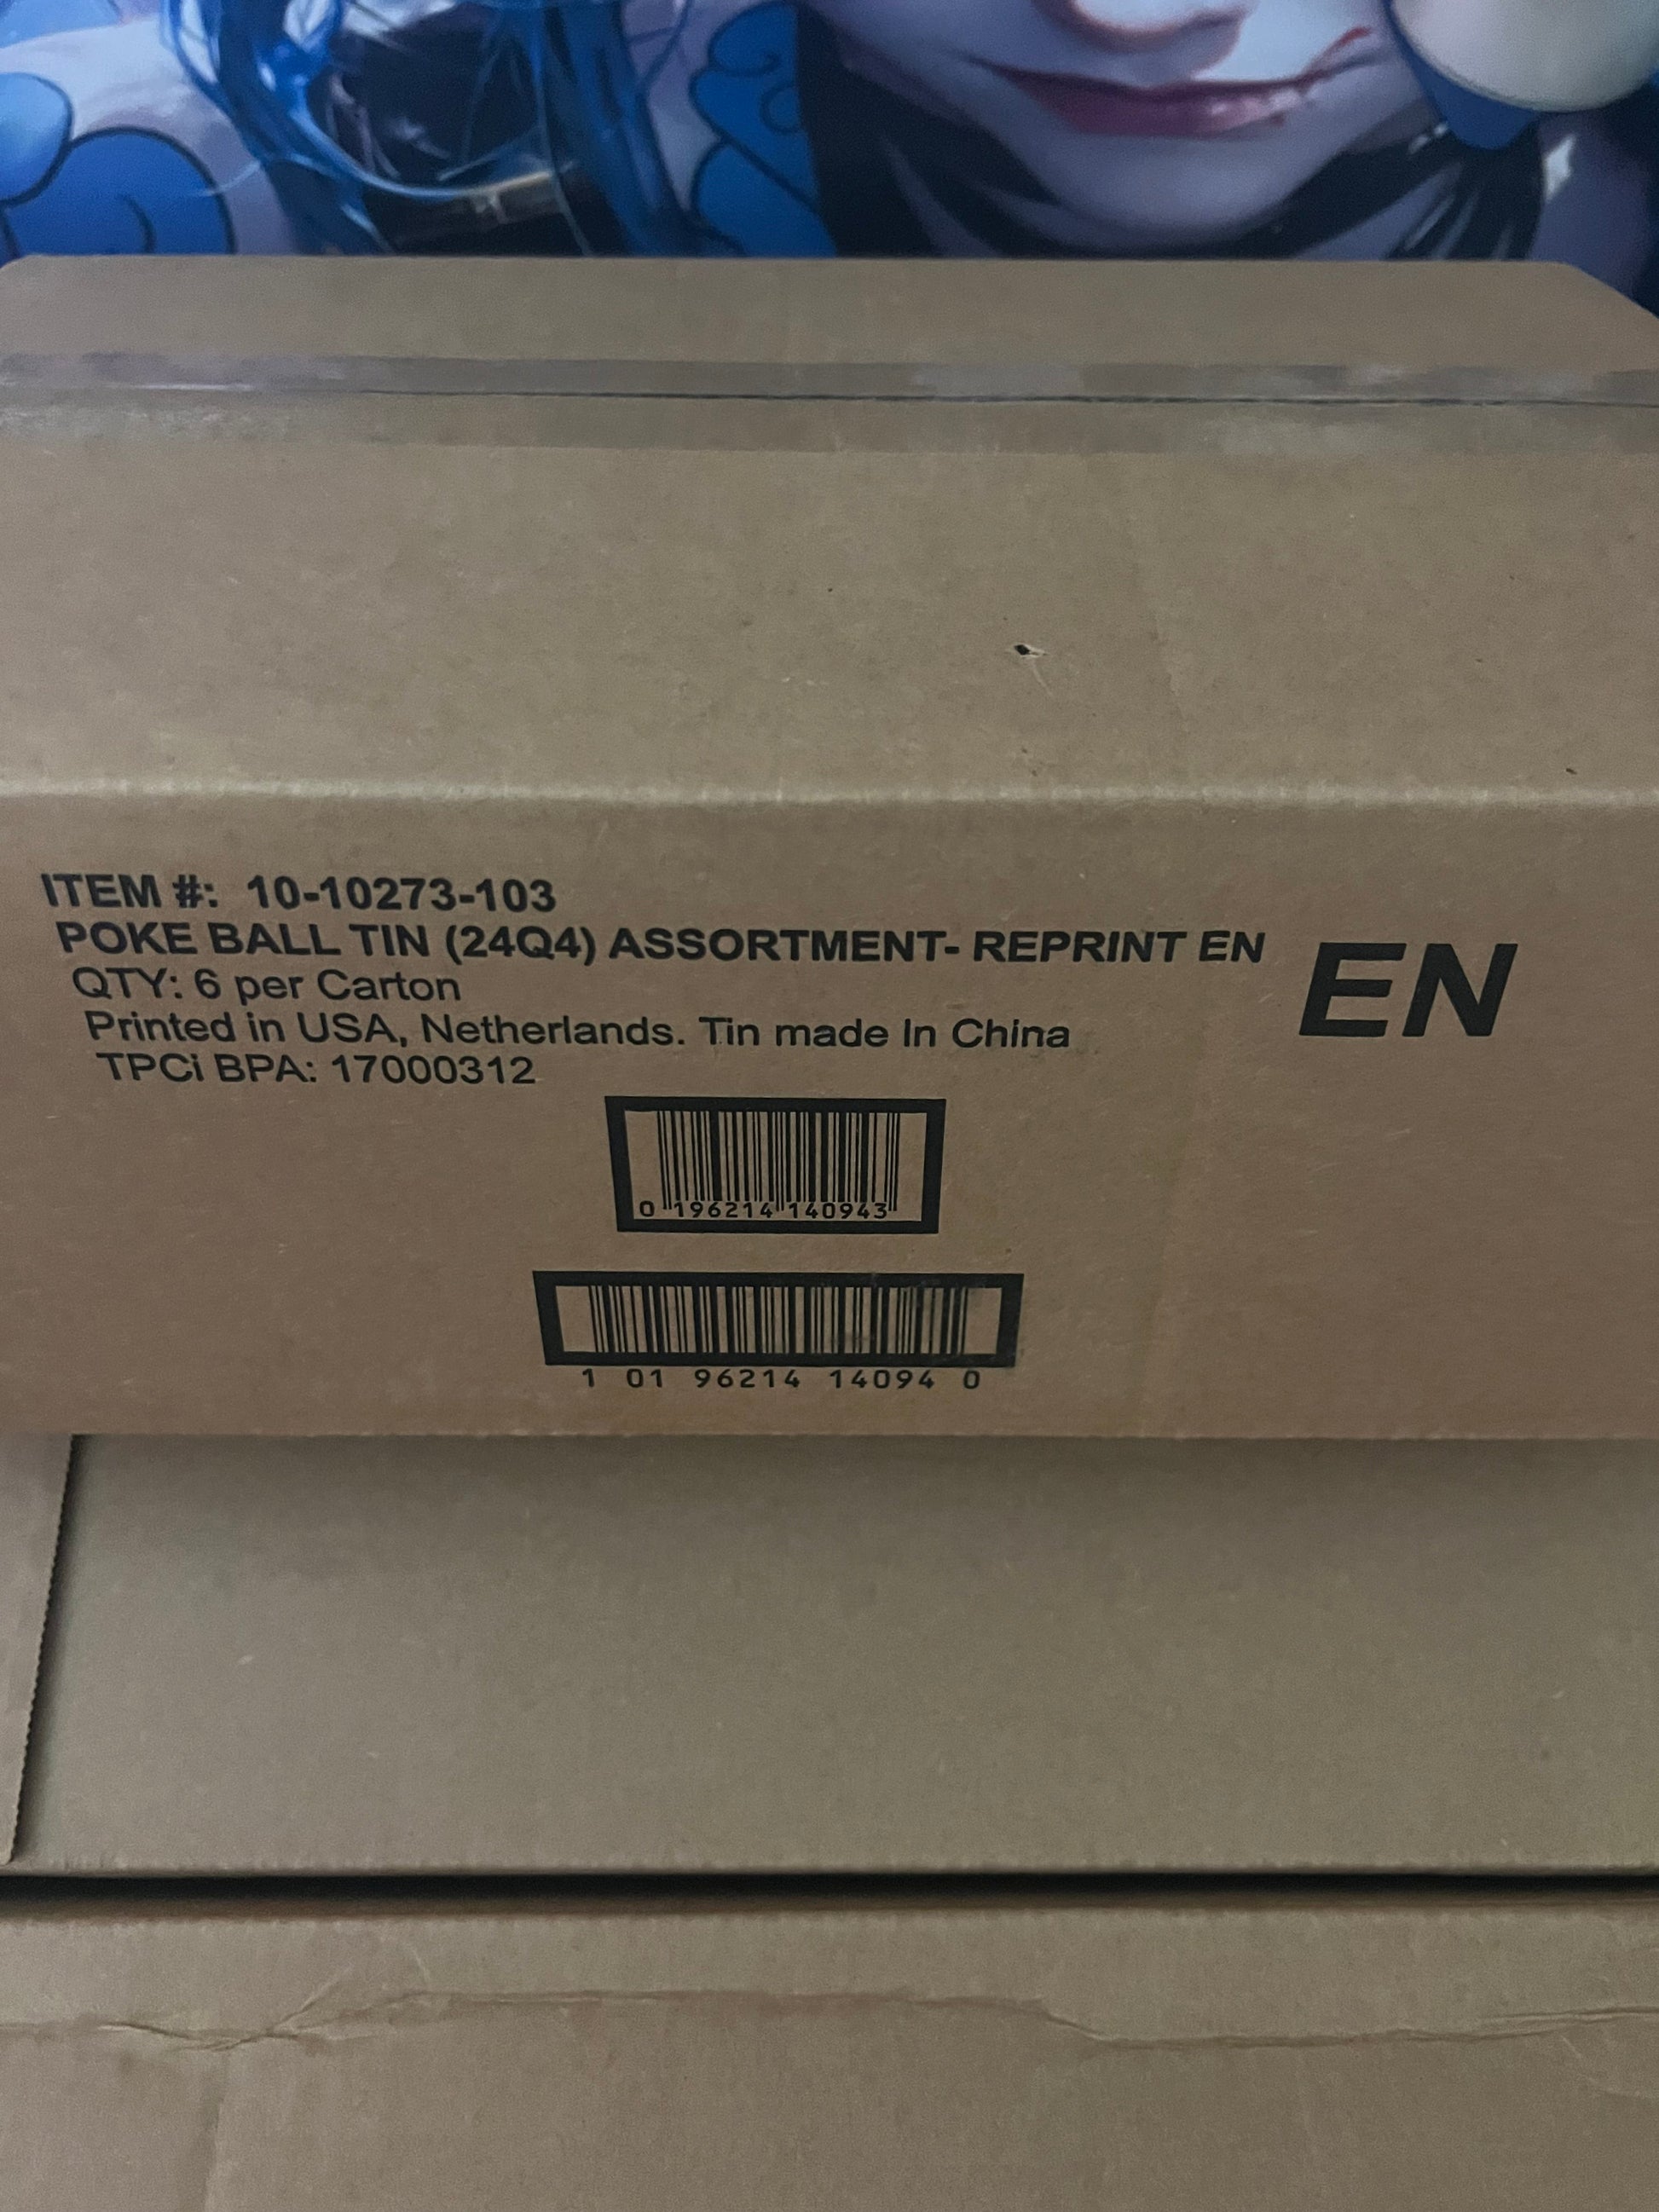 ITEM #: 10-10273-103
POKE BALL TIN (24Q4) ASSORTMENT- REPRINT EN
EN
QTY: 6 per Carton
Printed in USA, Netherlands. Tin made In China
TPCi BPA: 17000312
0 196214 140943
1 01 96214 14094 0